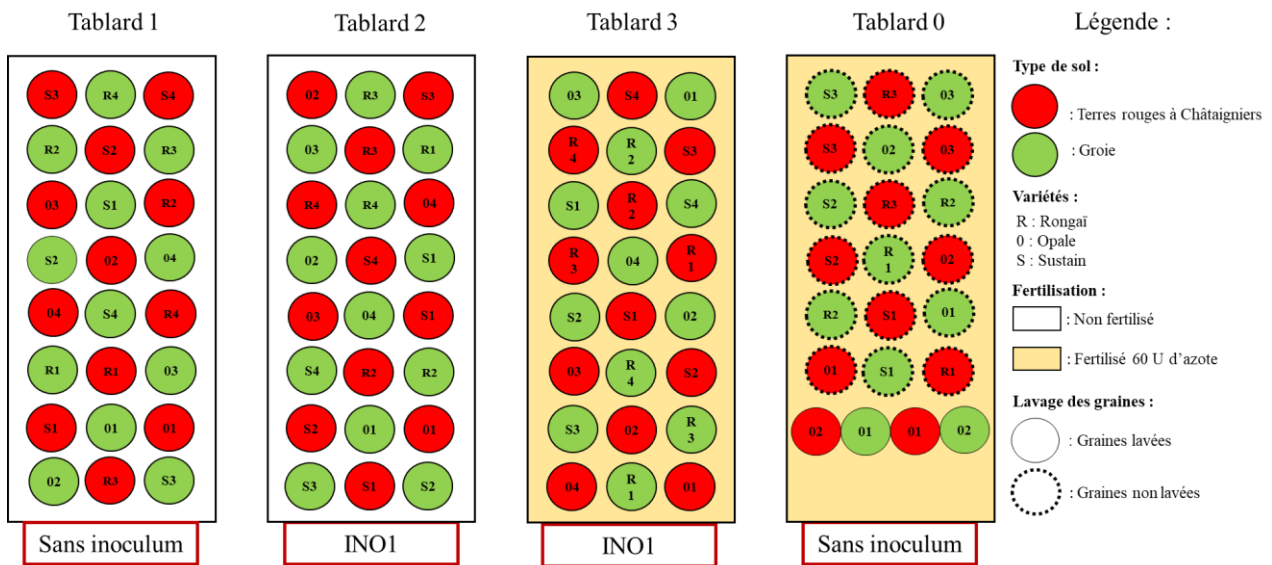 Tablard 1 Tablard 2 Tablard 3 Tablard 0 Légende :
S3 R4 S4 02 R3 S3 03 S4 01 S3 R3 03
R2 S2 R3 03 R3 R1 R 4 R 2 S3 S3 02 03
03 S1 R2 R4 R4 04 S1 R 2 S4 S2 R3 R2
S2 02 04 02 S4 S1 R 3 04 R 1 S2 R 1 02
04 S4 R4 03 04 S1 S2 S1 02 R2 S1 01
R1 R1 03 S4 R2 R2 03 R 4 S2 01 S1 R1
S1 01 01 S2 01 01 S3 02 R 3 02 01 01 02
02 R3 S3 S3 S1 S2 04 R 1 01
Sans inoculum INO1 INO1 Sans inoculum
Type de sol :
: Terres rouges à Châtaigniers
: Groie
Variétés :
R : Rongaï
0 : Opale
S : Sustain
Fertilisation :
: Non fertilisé
: Fertilisé 60 U d’azote
Lavage des graines :
: Graines lavées
: Graines non lavées